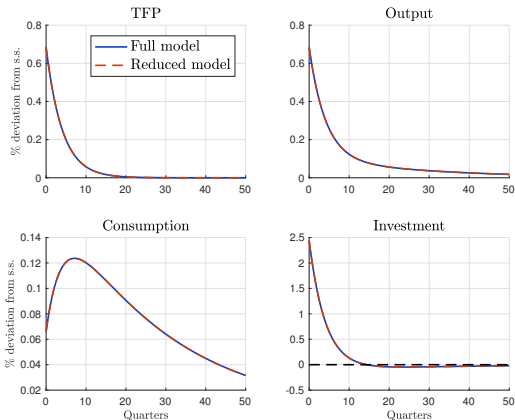 TFP
Output
0.8
0.6
0.4
0.2
0
% deviation from s.s.
Full model
Reduced model
0 10 20 30 40 50
0.8
0.6
0.4
0.2
0
0 10 20 30 40 50
Consumption
Investment
0.14
0.12
0.1
0.08
0.06
0.04
0.02
% deviation from s.s.
0 10 20 30 40 50
Quarters
2.5
2
1.5
1
0.5
0
-0.5
0 10 20 30 40 50
Quarters